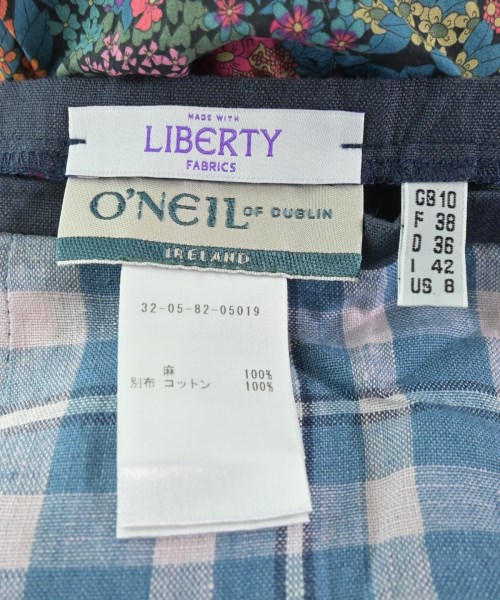 MADE WITH
LIBERTY
FABRICS
O'NEIL OF DUBLIN
IRELAND
GB 10
F 38
D 36
I 42
US 8
32-05-82-05019
麻 100%
別布 コットン 100%